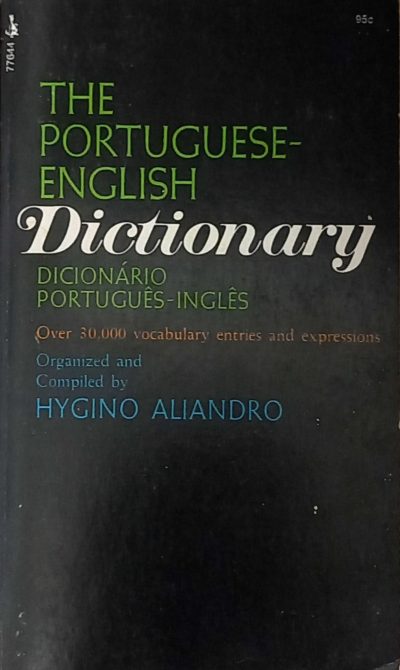 77644
95c
THE
PORTUGUESE-
ENGLISH
Dictionary
DICIONÁRIO
PORTUGUÊS-INGLÊS
Over 30,000 vocabulary entries and expressions
Organized and
Compiled by
HYGINO ALIANDRO